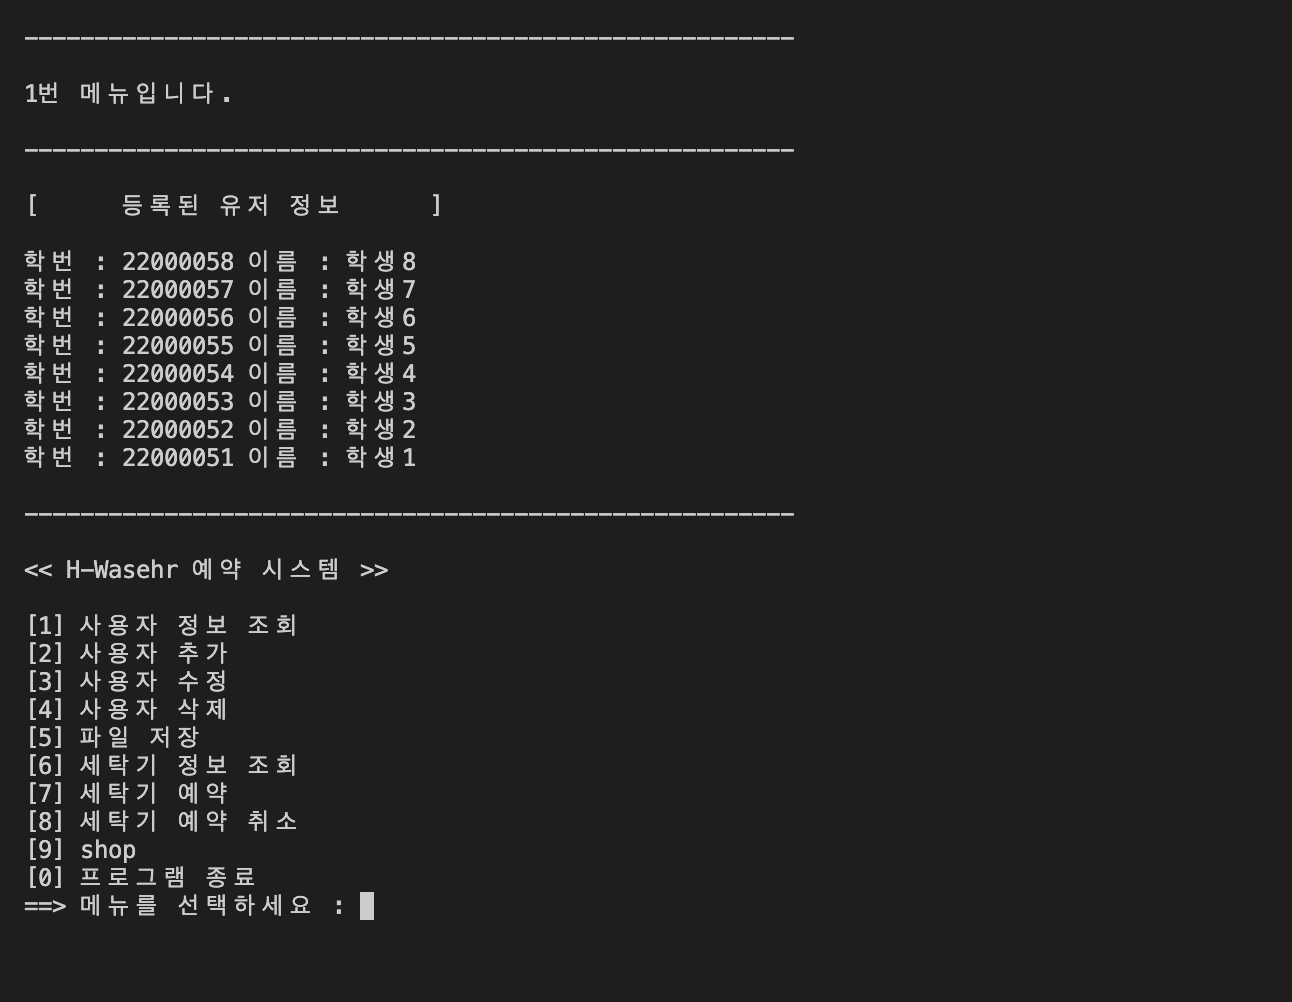 -------------------------------------------------------
1번 메뉴입니다.
-------------------------------------------------------
[      등록된 유저 정보      ]
학번 : 22000058 이름 : 학생8
학번 : 22000057 이름 : 학생7
학번 : 22000056 이름 : 학생6
학번 : 22000055 이름 : 학생5
학번 : 22000054 이름 : 학생4
학번 : 22000053 이름 : 학생3
학번 : 22000052 이름 : 학생2
학번 : 22000051 이름 : 학생1
-------------------------------------------------------
<< H-Wasehr 예약 시스템 >>
[1] 사용자 정보 조회
[2] 사용자 추가
[3] 사용자 수정
[4] 사용자 삭제
[5] 파일 저장
[6] 세탁기 정보 조회
[7] 세탁기 예약
[8] 세탁기 예약 취소
[9] shop
[0] 프로그램 종료
==> 메뉴를 선택하세요 :